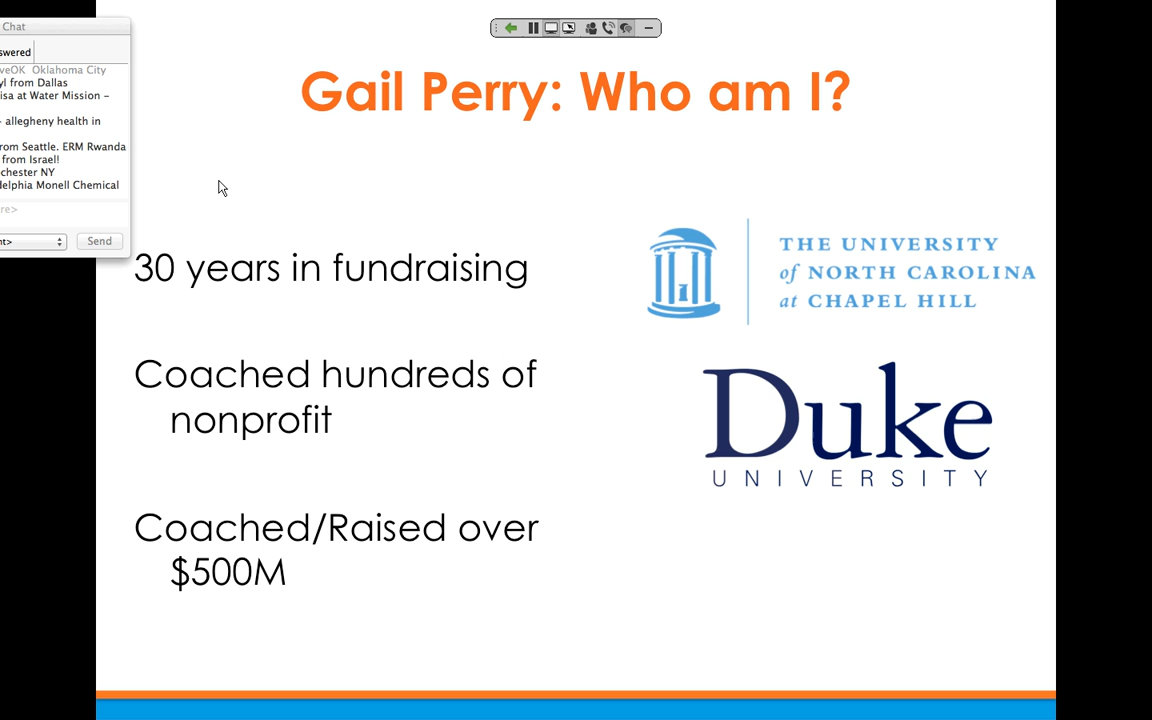 Chat
swered
veOK Oklahoma City
yl from Dallas
isa at Water Mission –
- allegheny health in
rom Seattle. ERM Rwanda
from Israel!
chester NY
delphia Monell Chemical
re>
nt>
Send
Gail Perry: Who am I?
30 years in fundraising
Coached hundreds of
nonprofit
Coached/Raised over
$500M
THE UNIVERSITY
of NORTH CAROLINA
at CHAPEL HILL
Duke
UNIVERSITY